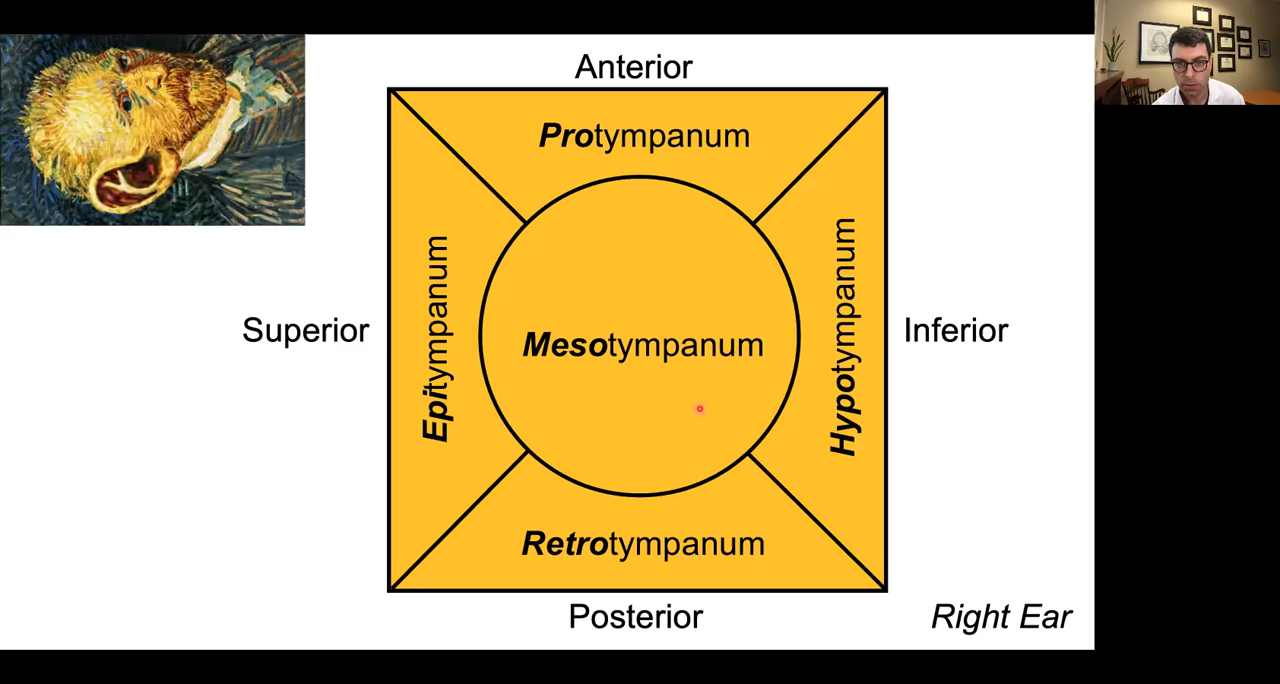 Anterior
Protympanum
Superior
Epitympanum
Mesotympanum
Hypotympanum
Inferior
Retrotympanum
Posterior
Right Ear